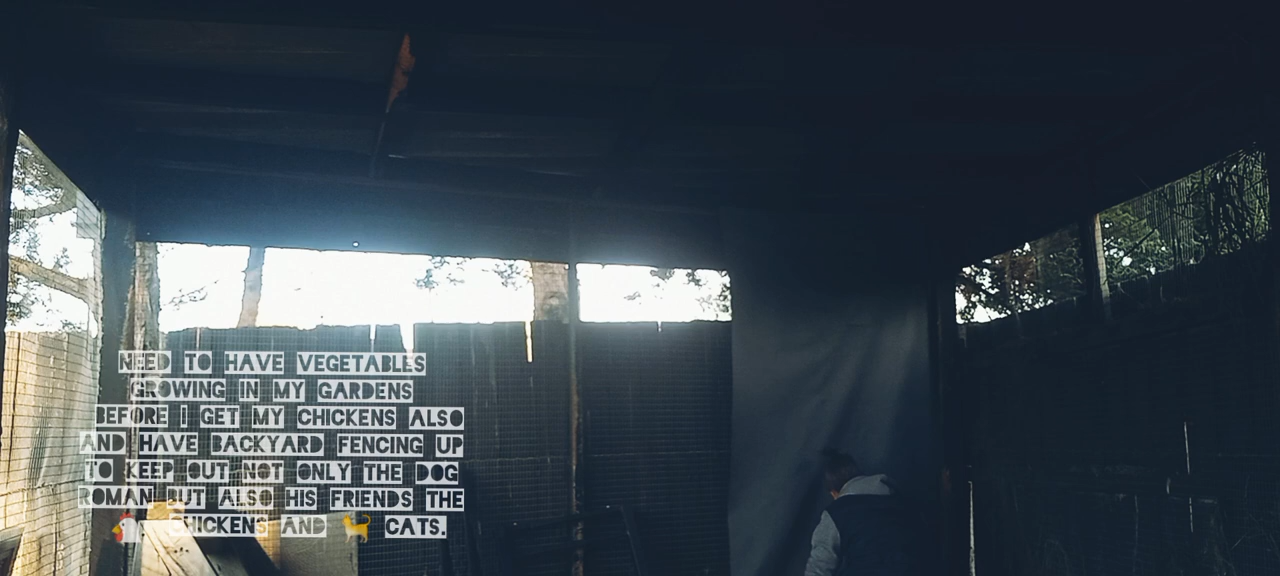 NEED TO HAVE VEGETABLES
GROWING IN MY GARDENS
BEFORE I GET MY CHICKENS ALSO
AND HAVE BACKYARD FENCING UP
TO KEEP OUT NOT ONLY THE DOG
ROMAN BUT ALSO HIS FRIENDS THE
🐔 CHICKENS AND 🐈 CATS.